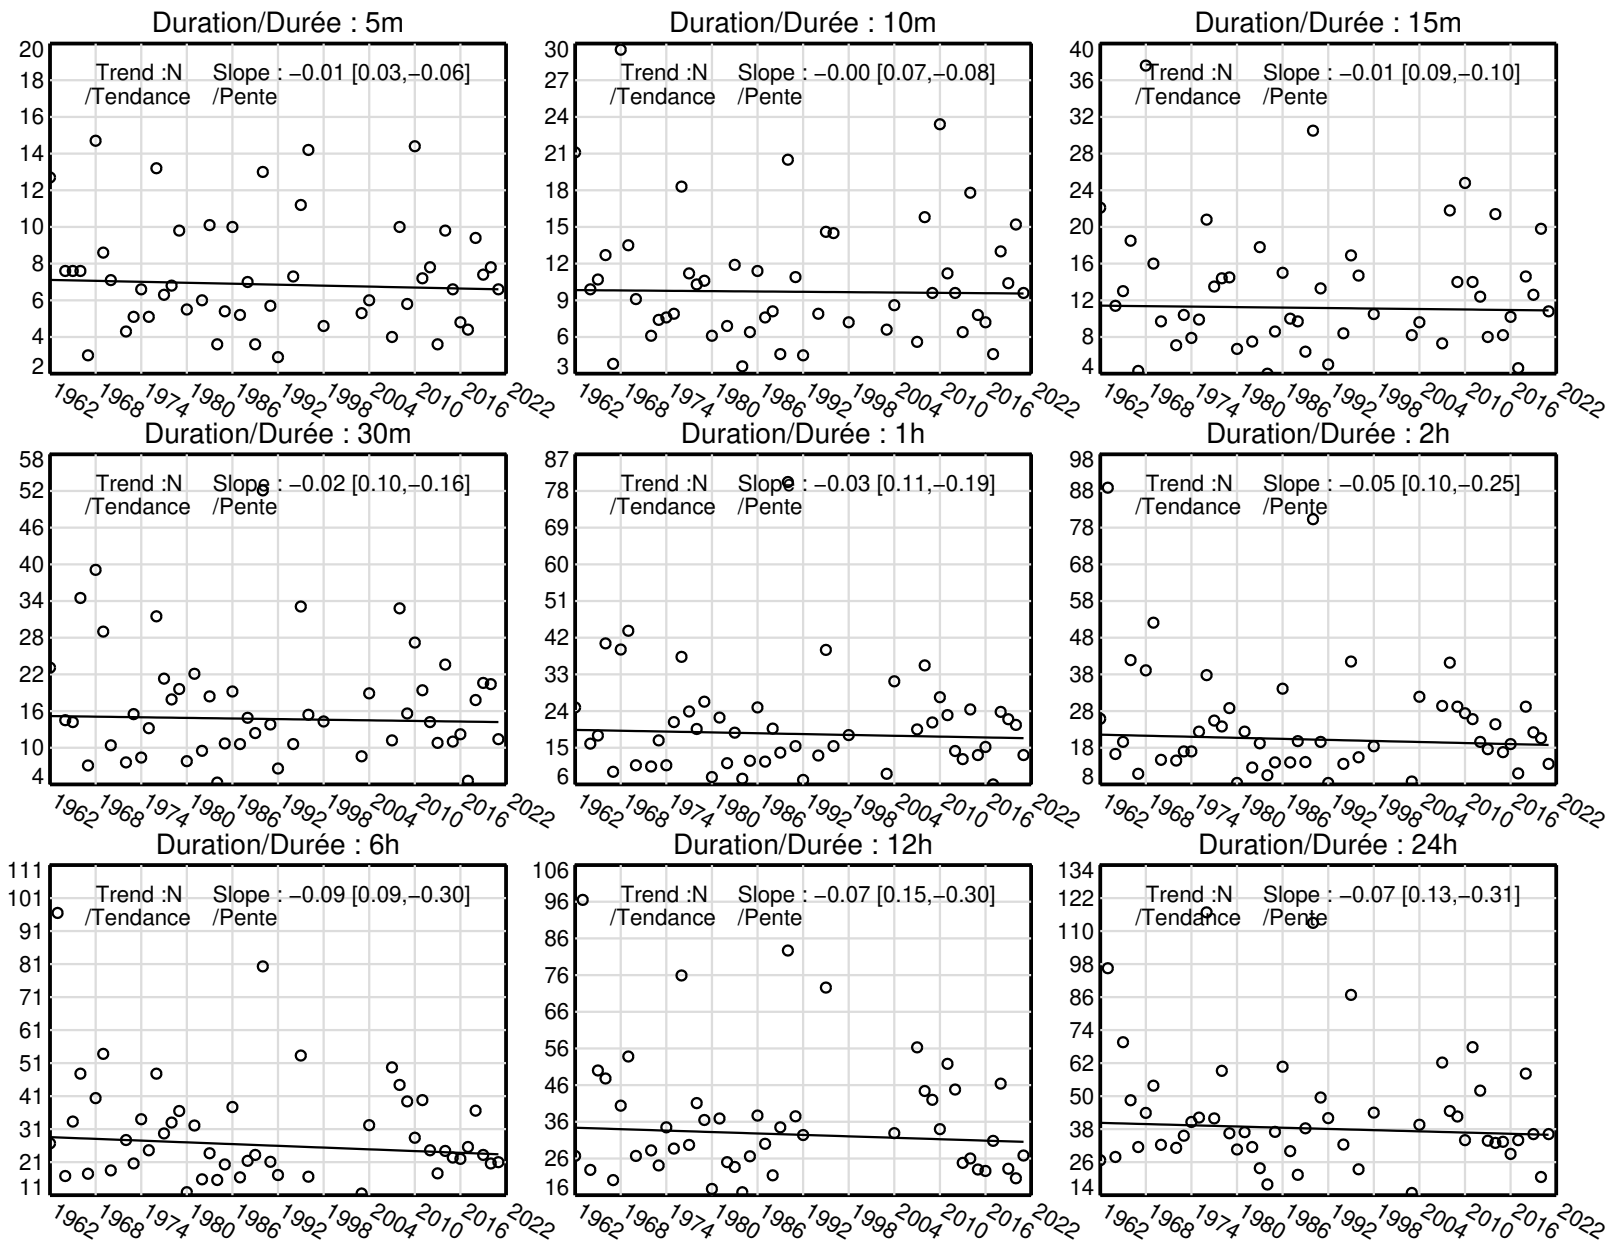 Duration/Durée : 5m
Trend :N Slope : −0.01 [0.03,−0.06]
/Tendance /Pente
20
18
16
14
12
10
8
6
4
2
1962 1968 1974 1980 1986 1992 1998 2004 2010 2016 2022
Duration/Durée : 10m
Trend :N Slope : −0.00 [0.07,−0.08]
/Tendance /Pente
30
27
24
21
18
15
12
9
6
3
1962 1968 1974 1980 1986 1992 1998 2004 2010 2016 2022
Duration/Durée : 15m
Trend :N Slope : −0.01 [0.09,−0.10]
/Tendance /Pente
40
36
32
28
24
20
16
12
8
4
1962 1968 1974 1980 1986 1992 1998 2004 2010 2016 2022
Duration/Durée : 30m
Trend :N Slope : −0.02 [0.10,−0.16]
/Tendance /Pente
58
52
46
40
34
28
22
16
10
4
1962 1968 1974 1980 1986 1992 1998 2004 2010 2016 2022
Duration/Durée : 1h
Trend :N Slope : −0.03 [0.11,−0.19]
/Tendance /Pente
87
78
69
60
51
42
33
24
15
6
1962 1968 1974 1980 1986 1992 1998 2004 2010 2016 2022
Duration/Durée : 2h
Trend :N Slope : −0.05 [0.10,−0.25]
/Tendance /Pente
98
88
78
68
58
48
38
28
18
8
1962 1968 1974 1980 1986 1992 1998 2004 2010 2016 2022
Duration/Durée : 6h
Trend :N Slope : −0.09 [0.09,−0.30]
/Tendance /Pente
111
101
91
81
71
61
51
41
31
21
11
1962 1968 1974 1980 1986 1992 1998 2004 2010 2016 2022
Duration/Durée : 12h
Trend :N Slope : −0.07 [0.15,−0.30]
/Tendance /Pente
106
96
86
76
66
56
46
36
26
16
1962 1968 1974 1980 1986 1992 1998 2004 2010 2016 2022
Duration/Durée : 24h
Trend :N Slope : −0.07 [0.13,−0.31]
/Tendance /Pente
134
122
110
98
86
74
62
50
38
26
14
1962 1968 1974 1980 1986 1992 1998 2004 2010 2016 2022